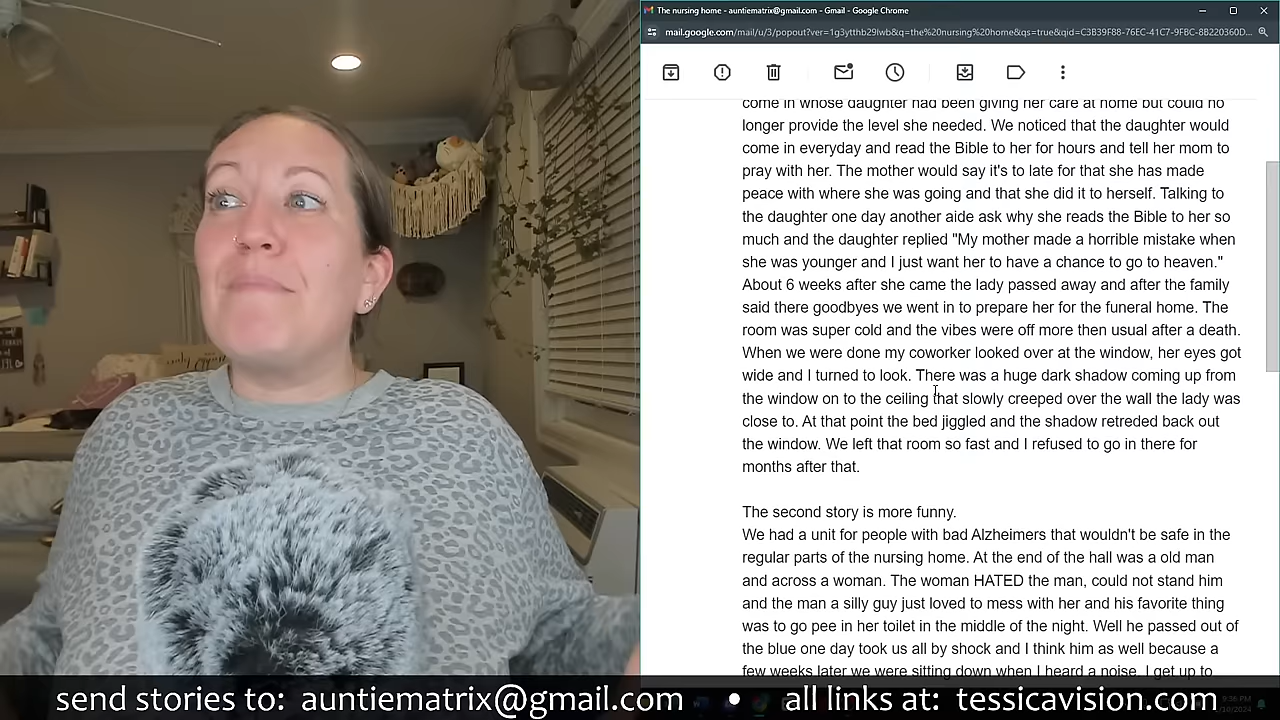 The nursing home - auntiematrix@gmail.com - Gmail - Google Chrome
mail.google.com/mail/u/3/popout?ver=1g3ytthb29lwb&q=the%20nursing%20home&qs=true&qid=C3B39F88-76EC-41C7-9FBC-8B220360D...
come in whose daughter had been giving her care at home but could no
longer provide the level she needed. We noticed that the daughter would
come in everyday and read the Bible to her for hours and tell her mom to
pray with her. The mother would say it's to late for that she has made
peace with where she was going and that she did it to herself. Talking to
the daughter one day another aide ask why she reads the Bible to her so
much and the daughter replied "My mother made a horrible mistake when
she was younger and I just want her to have a chance to go to heaven."
About 6 weeks after she came the lady passed away and after the family
said there goodbyes we went in to prepare her for the funeral home. The
room was super cold and the vibes were off more then usual after a death.
When we were done my coworker looked over at the window, her eyes got
wide and I turned to look. There was a huge dark shadow coming up from
the window on to the ceiling that slowly creeped over the wall the lady was
close to. At that point the bed jiggled and the shadow retreded back out
the window. We left that room so fast and I refused to go in there for
months after that.
The second story is more funny.
We had a unit for people with bad Alzheimers that wouldn't be safe in the
regular parts of the nursing home. At the end of the hall was a old man
and across a woman. The woman HATED the man, could not stand him
and the man a silly guy just loved to mess with her and his favorite thing
was to go pee in her toilet in the middle of the night. Well he passed out of
the blue one day took us all by shock and I think him as well because a
few weeks later we were sitting down when I heard a noise. I get up to
send stories to: auntiematrix@gmail.com • all links at: tessicavision.com